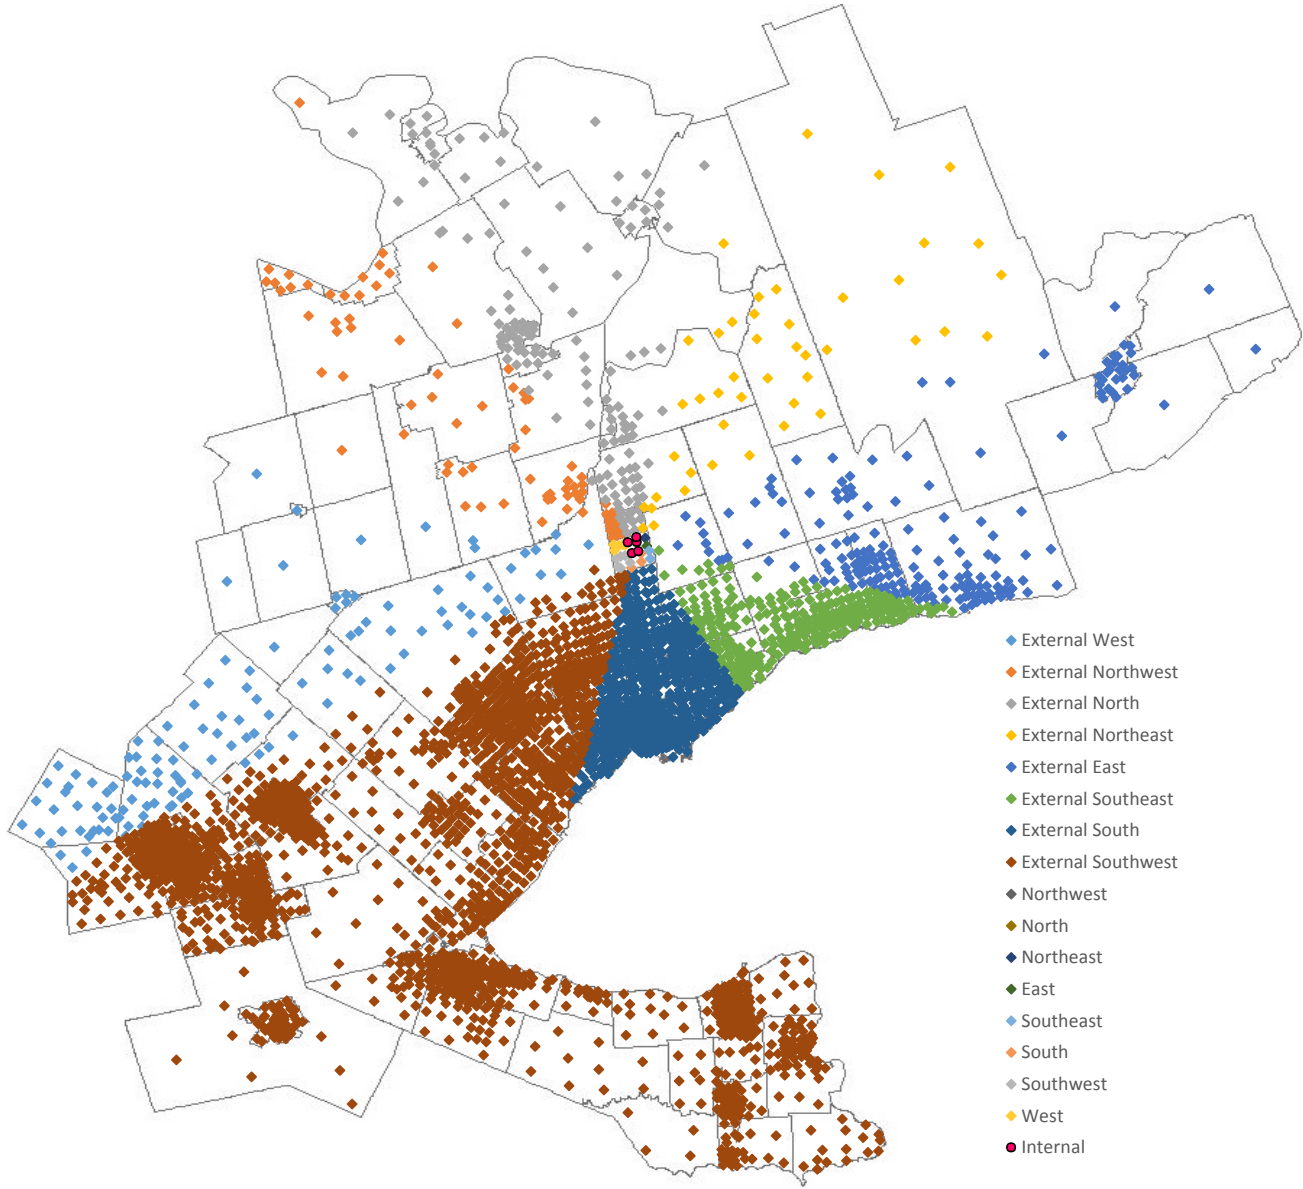 External West
External Northwest
External North
External Northeast
External East
External Southeast
External South
External Southwest
Northwest
North
Northeast
East
Southeast
South
Southwest
West
Internal